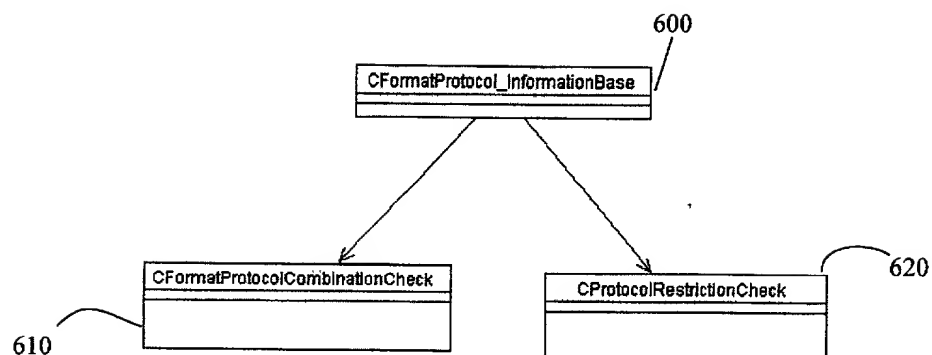 600
CFormatProtocol_InformationBase
CFormatProtocolCombinationCheck
CProtocolRestrictionCheck
620
610